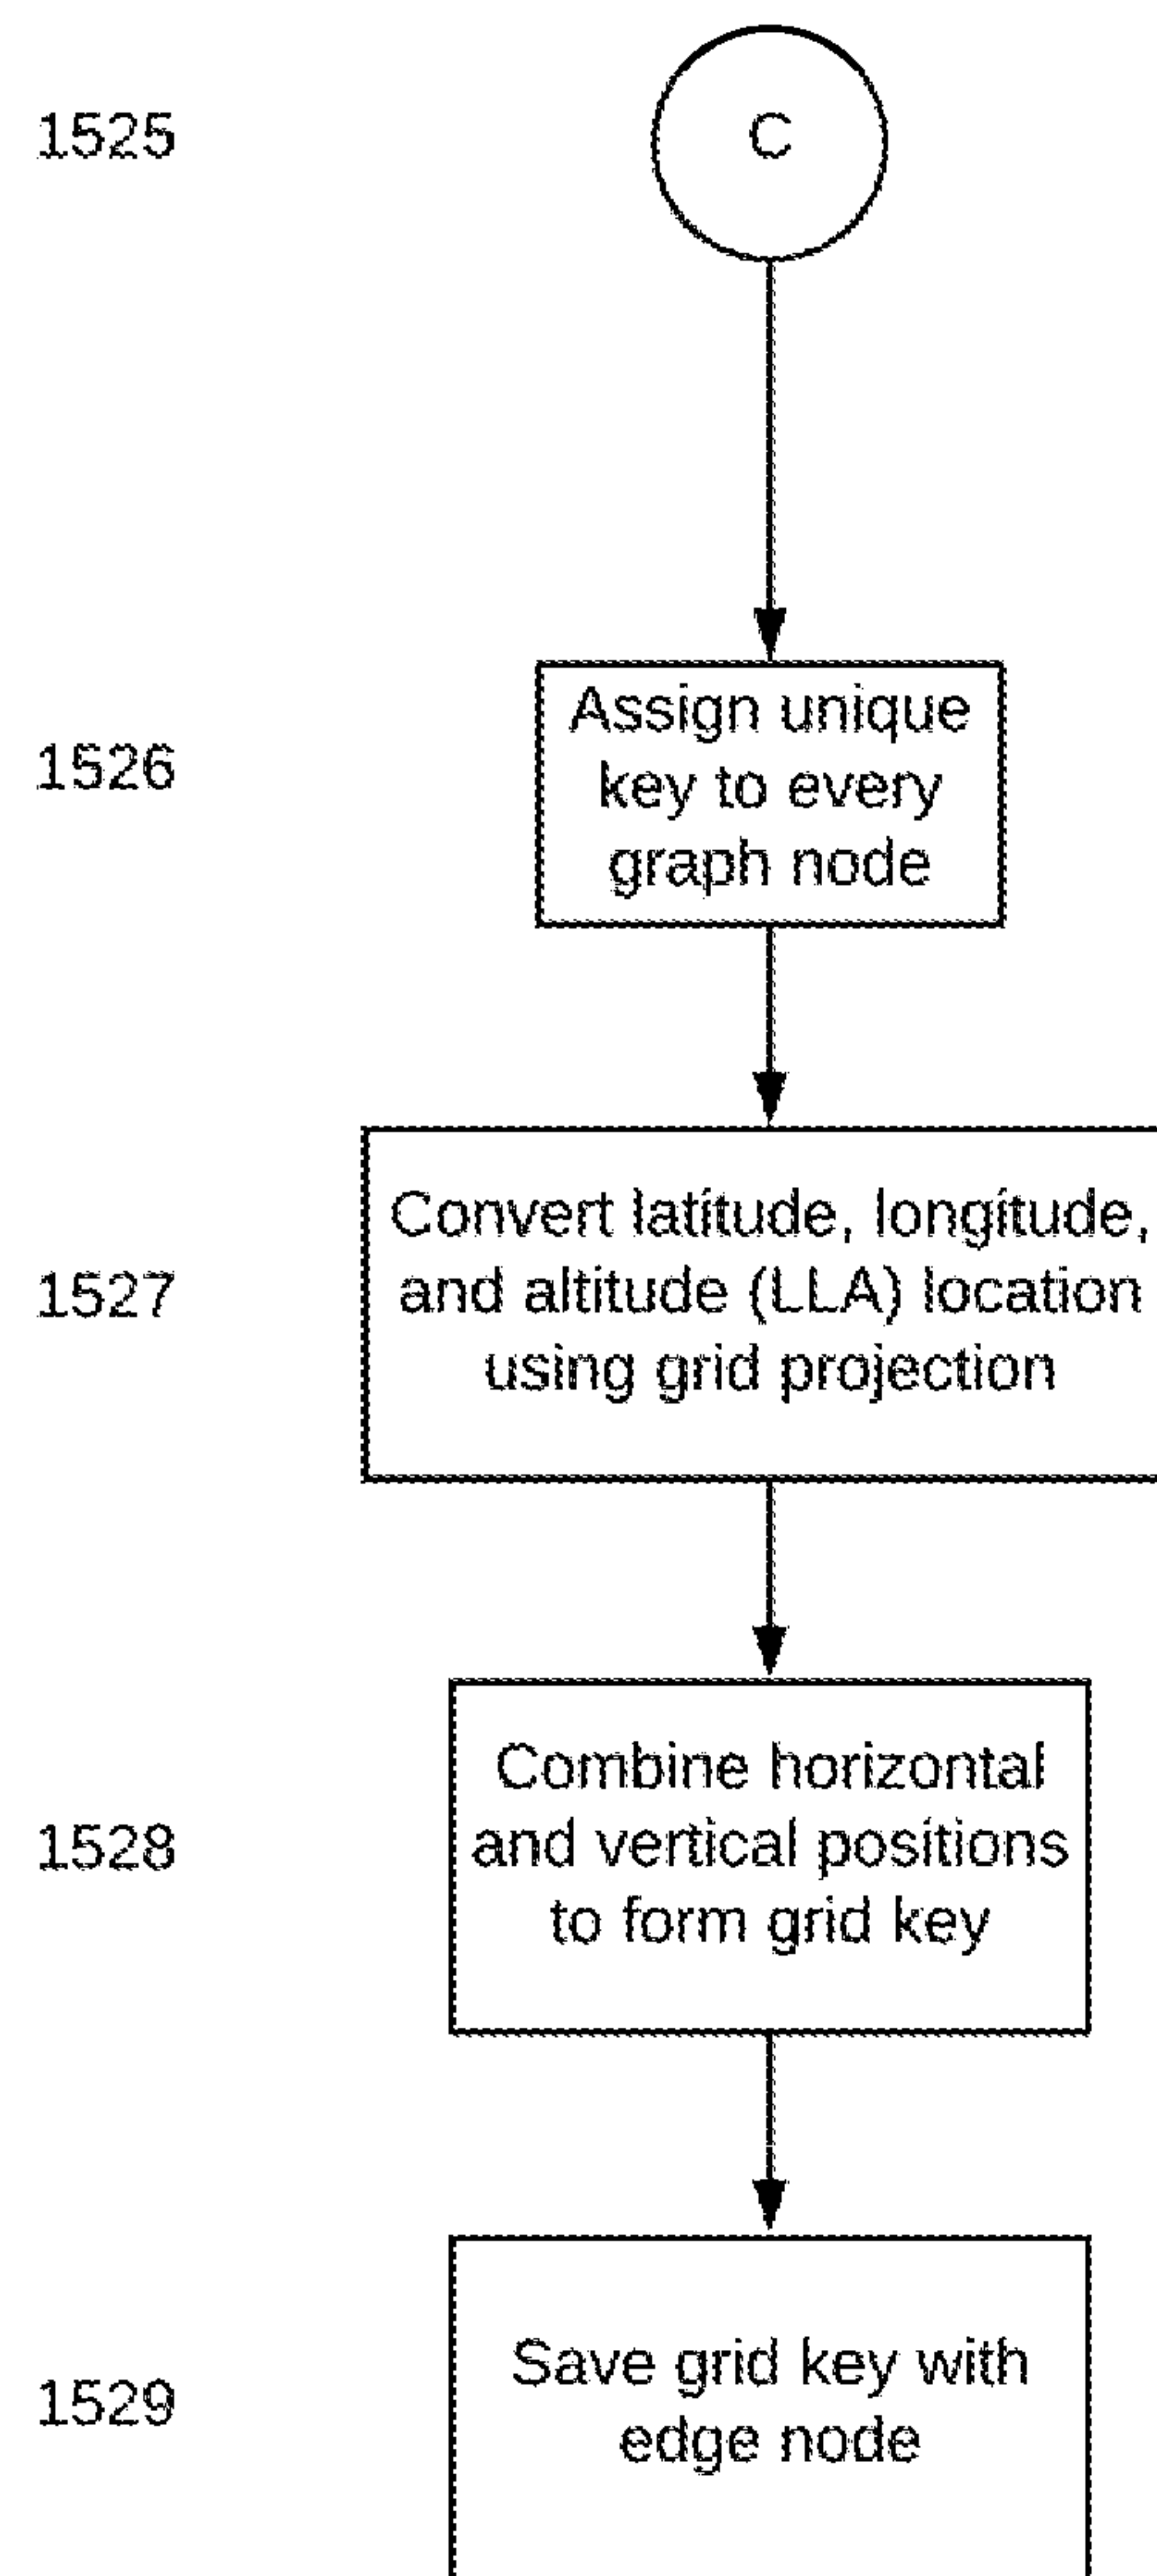 1525
C
1526
Assign unique
key to every
graph node
1527
Convert latitude, longitude,
and altitude (LLA) location
using grid projection
1528
Combine horizontal
and vertical positions
to form grid key
1529
Save grid key with
edge node